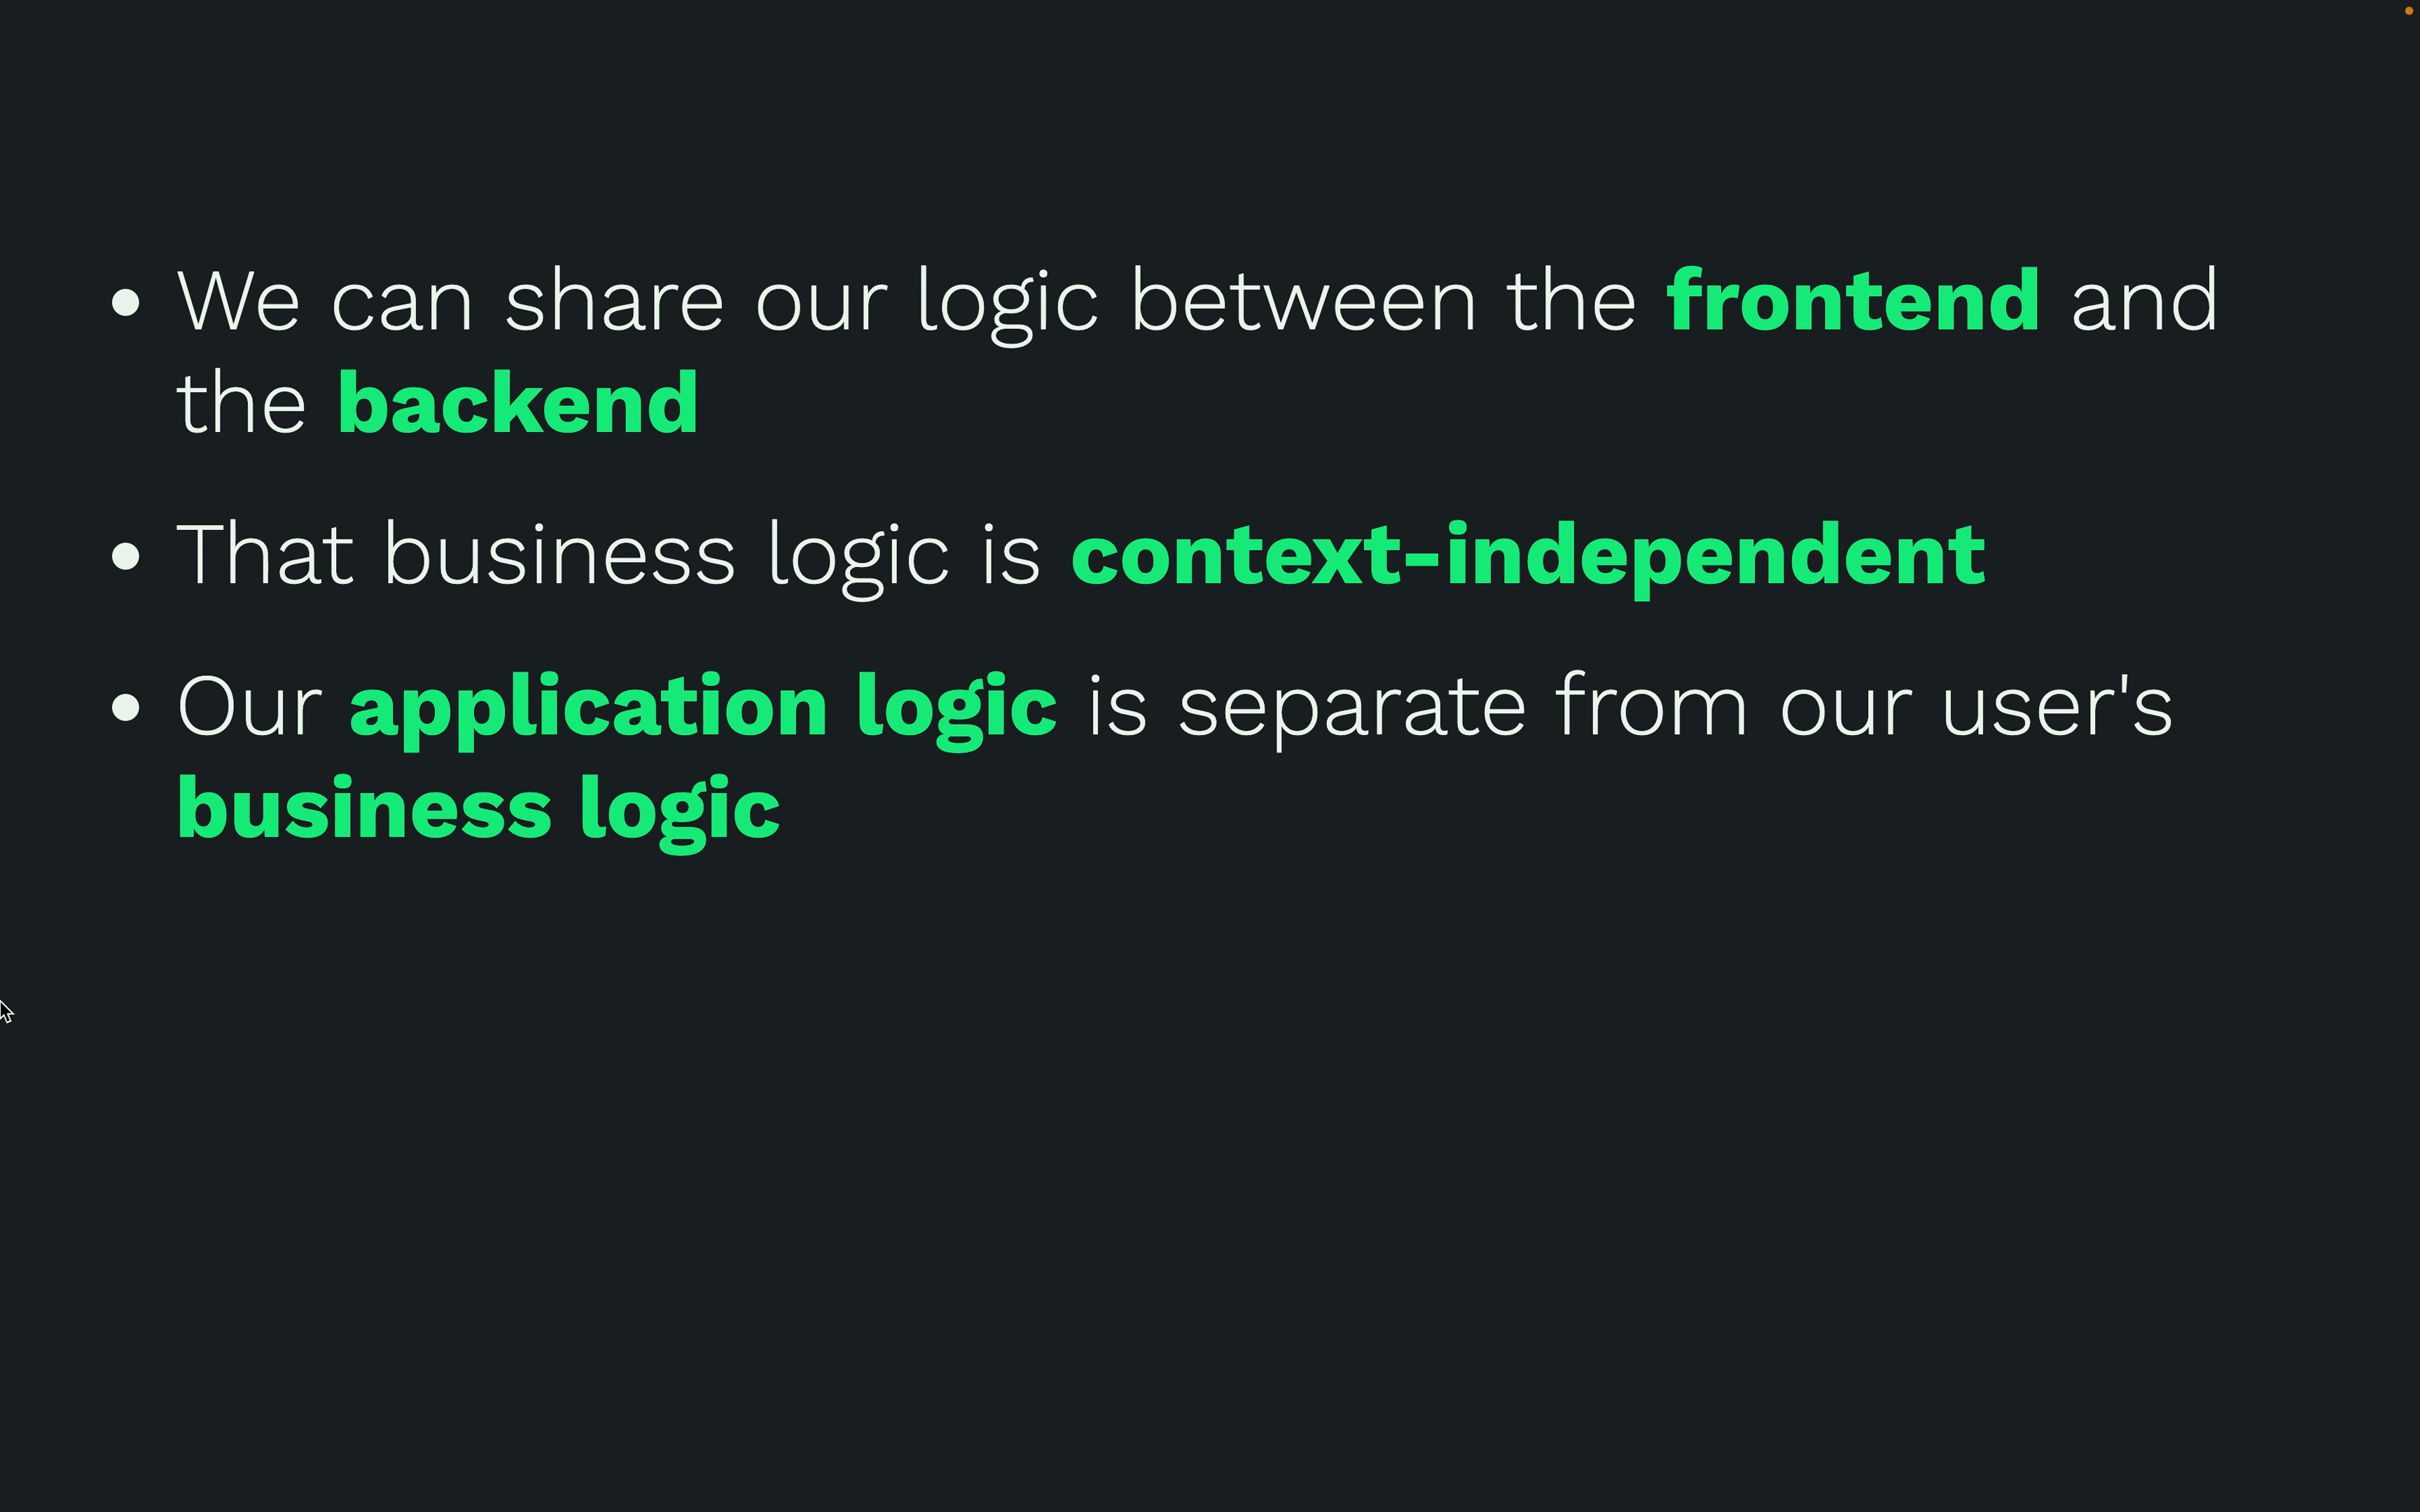 • We can share our logic between the frontend and
the backend
• That business logic is context-independent
• Our application logic is separate from our user's
business logic